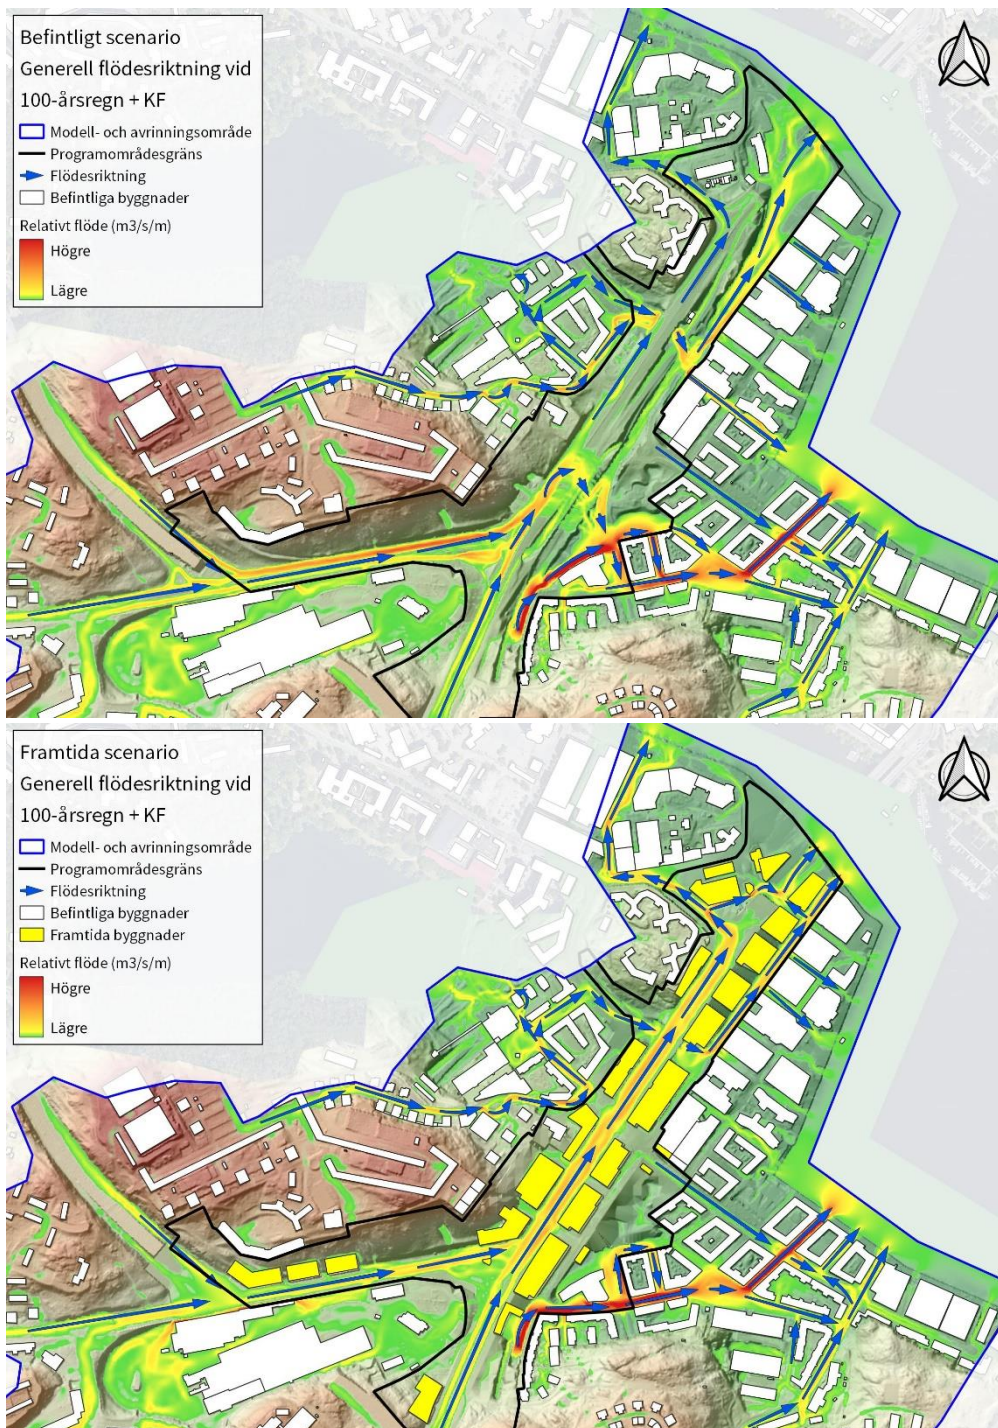 Befintligt scenario
Generell flödesriktning vid
100-årsregn + KF
Modell- och avrinningsområde
Programområdesgräns
Flödesriktning
Befintliga byggnader
Relativt flöde (m3/s/m)
Högre
Lägre
Framtida scenario
Generell flödesriktning vid
100-årsregn + KF
Modell- och avrinningsområde
Programområdesgräns
Flödesriktning
Befintliga byggnader
Framtida byggnader
Relativt flöde (m3/s/m)
Högre
Lägre